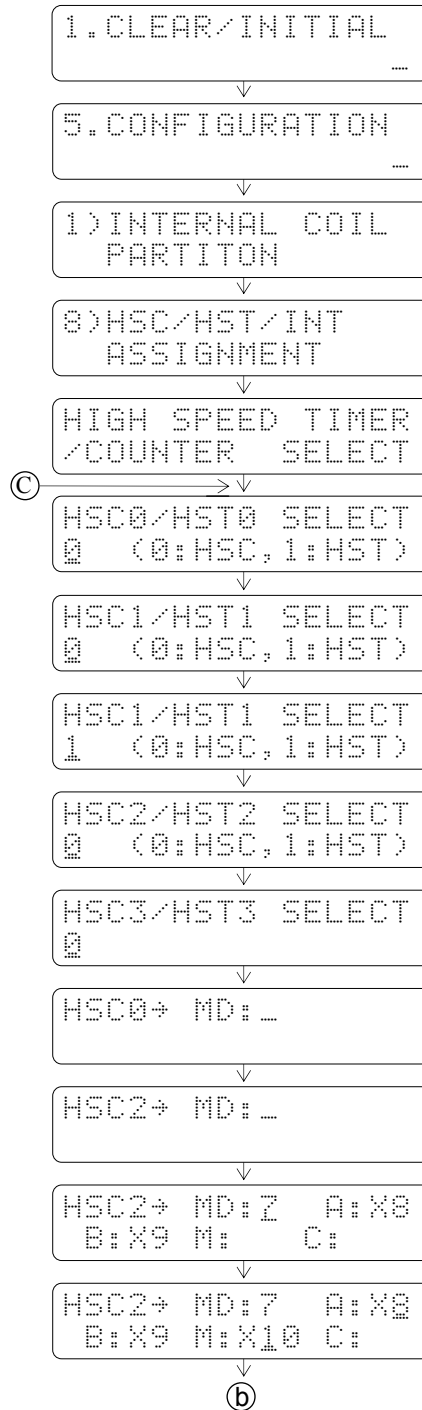 1.CLEAR/INITIAL
5.CONFIGURATION
1)INTERNAL COIL
PARTITON
8)HSC/HST/INT
ASSIGNMENT
HIGH SPEED TIMER
/COUNTER SELECT
C
HSC0/HST0 SELECT
0 (0:HSC,1:HST)
HSC1/HST1 SELECT
0 (0:HSC,1:HST)
HSC1/HST1 SELECT
1 (0:HSC,1:HST)
HSC2/HST2 SELECT
0 (0:HSC,1:HST)
HSC3/HST3 SELECT
0
HSC0→ MD:_
HSC2→ MD:_
HSC2→ MD:7 A:X8
B:X9 M: C:
HSC2→ MD:7 A:X8
B:X9 M:X10 C:
b